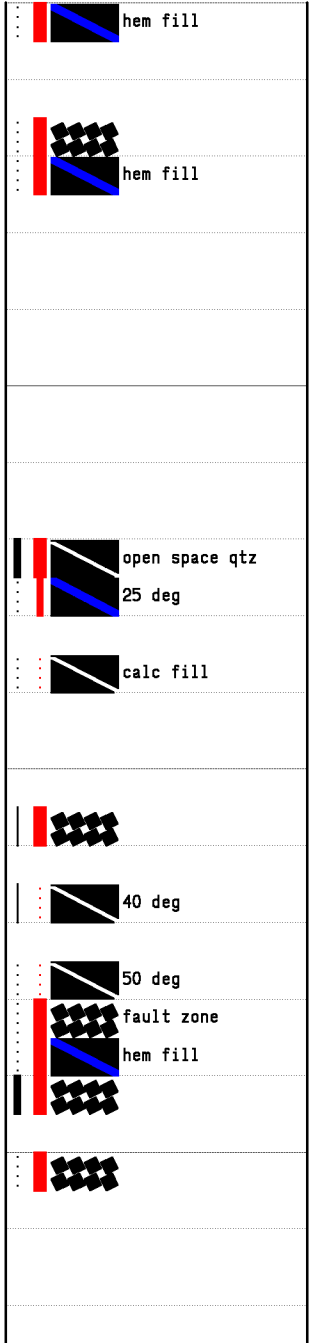 hem fill
hem fill
open space qtz
25 deg
calc fill
40 deg
50 deg
fault zone
hem fill